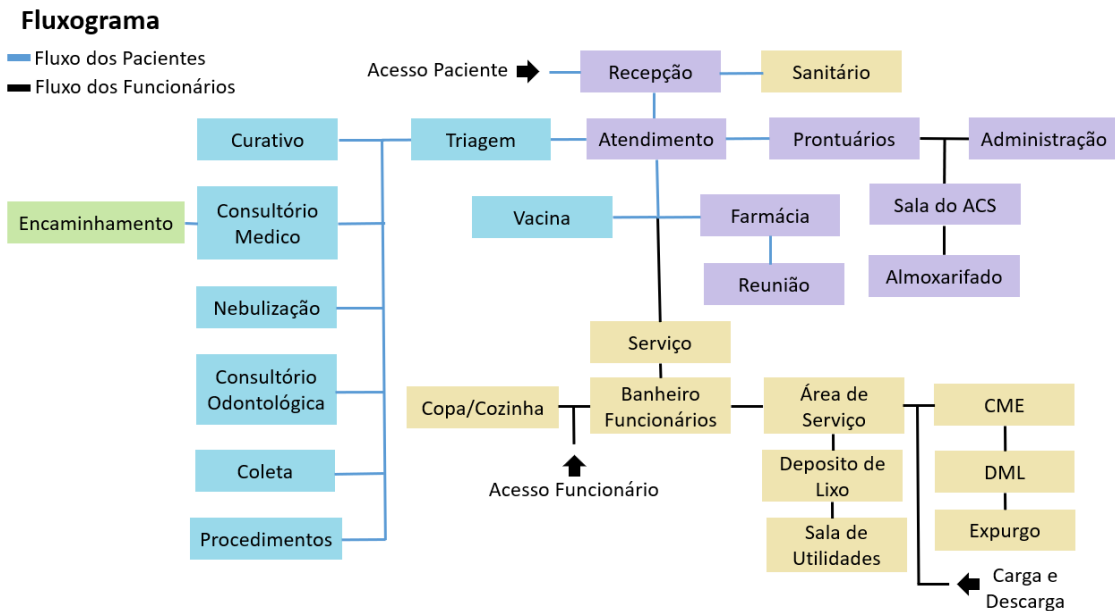 Fluxograma
Fluxo dos Pacientes
Fluxo dos Funcionários
Acesso Paciente
Recepção
Sanitário
Curativo
Triagem
Atendimento
Prontuários
Administração
Encaminhamento
Consultório
Medico
Vacina
Farmácia
Sala do ACS
Nebulização
Reunião
Almoxarifado
Serviço
Consultório
Odontológica
Copa/Cozinha
Banheiro
Funcionários
Área de
Serviço
CME
Coleta
Acesso Funcionário
Deposito de
Lixo
DML
Procedimentos
Sala de
Utilidades
Expurgo
Carga e
Descarga